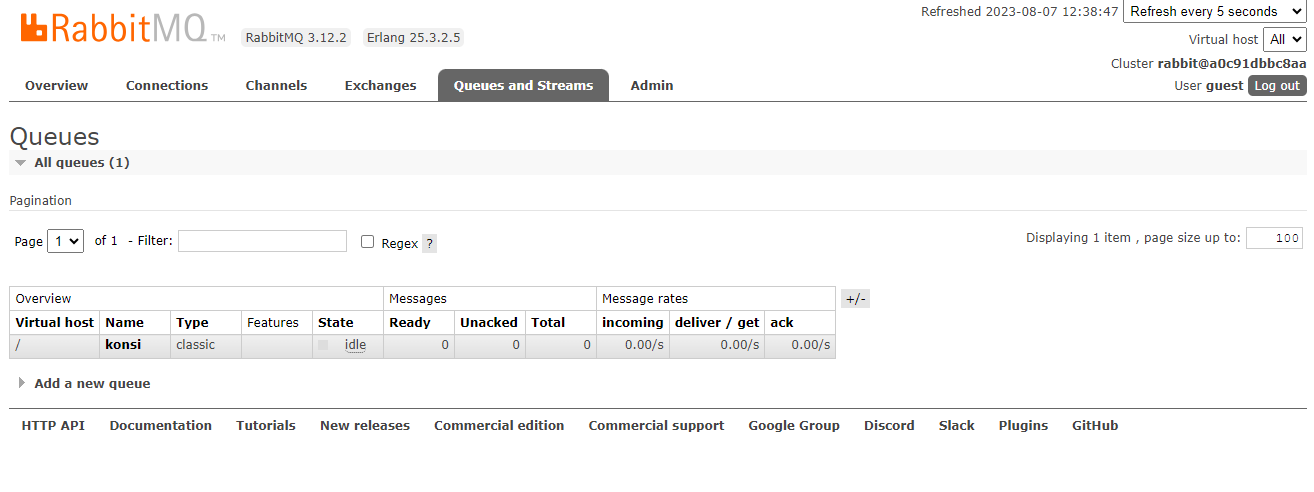 Refreshed 2023-08-07 12:38:47 Refresh every 5 seconds
RabbitMQ TM RabbitMQ 3.12.2 Erlang 25.3.2.5
Virtual host All
Cluster rabbit@a0c91dbbc8aa
User guest Log out
Overview Connections Channels Exchanges Queues and Streams Admin
Queues
All queues (1)
Pagination
Page 1 of 1 - Filter: Regex ? Displaying 1 item , page size up to: 100
Overview Messages Message rates +/-
Virtual host Name Type Features State Ready Unacked Total incoming deliver / get ack
/ konsi classic idle 0 0 0 0.00/s 0.00/s 0.00/s
Add a new queue
HTTP API Documentation Tutorials New releases Commercial edition Commercial support Google Group Discord Slack Plugins GitHub